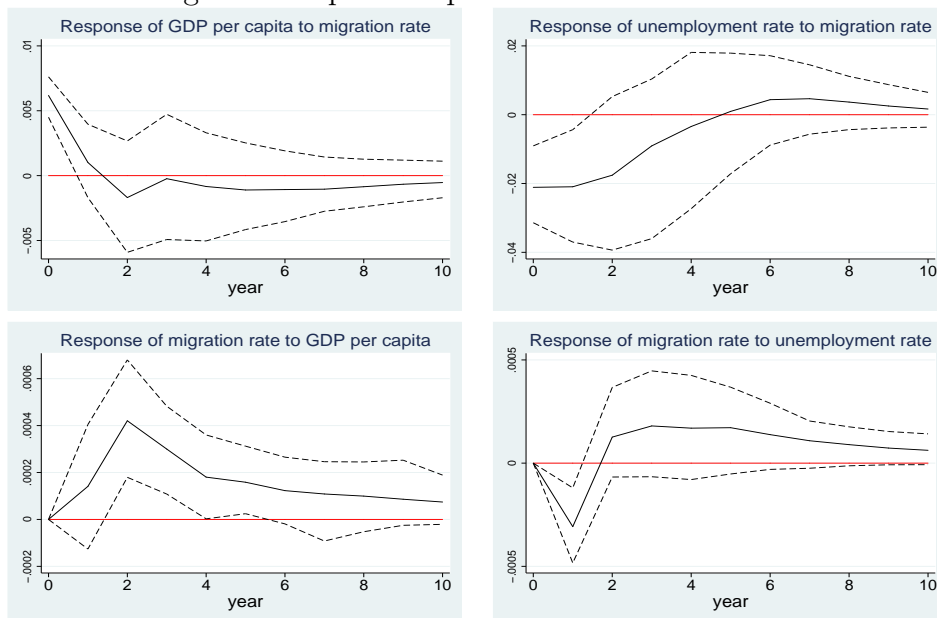 Response of GDP per capita to migration rate
.01
.005
0
-.005
0 2 4 6 8 10
year
Response of unemployment rate to migration rate
.02
0
-.02
-.04
0 2 4 6 8 10
year
Response of migration rate to GDP per capita
.0006
.0004
.0002
0
-.0002
0 2 4 6 8 10
year
Response of migration rate to unemployment rate
.0005
0
-.0005
0 2 4 6 8 10
year